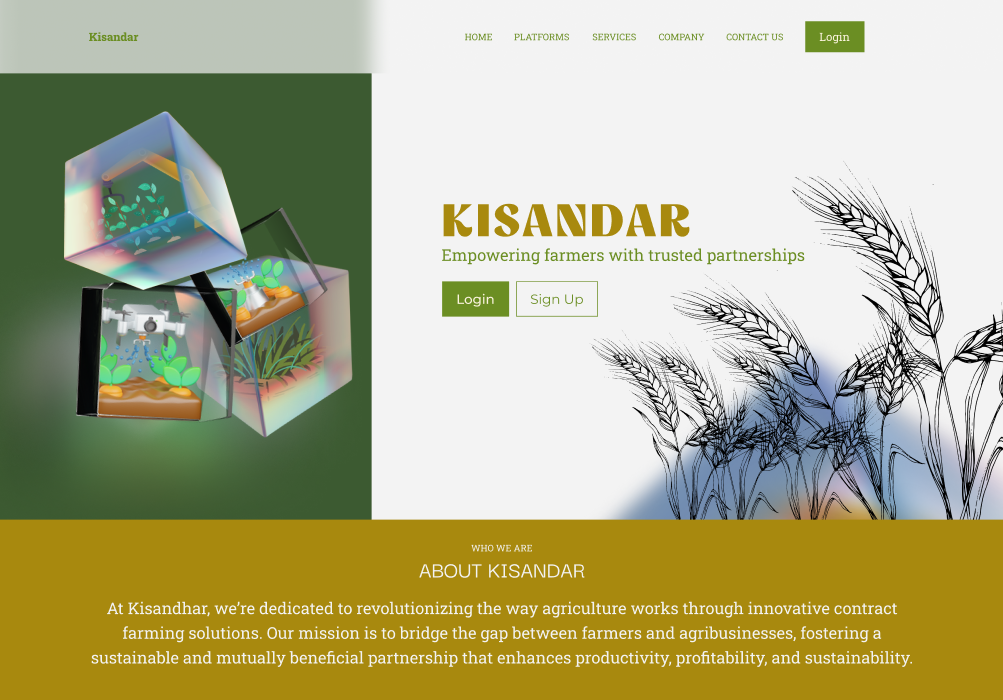 Kisandar
HOME PLATFORMS SERVICES COMPANY CONTACT US Login
KISANDAR
Empowering farmers with trusted partnerships
Login Sign Up
WHO WE ARE
ABOUT KISANDAR
At Kisandhar, we’re dedicated to revolutionizing the way agriculture works through innovative contract
farming solutions. Our mission is to bridge the gap between farmers and agribusinesses, fostering a
sustainable and mutually beneficial partnership that enhances productivity, profitability, and sustainability.